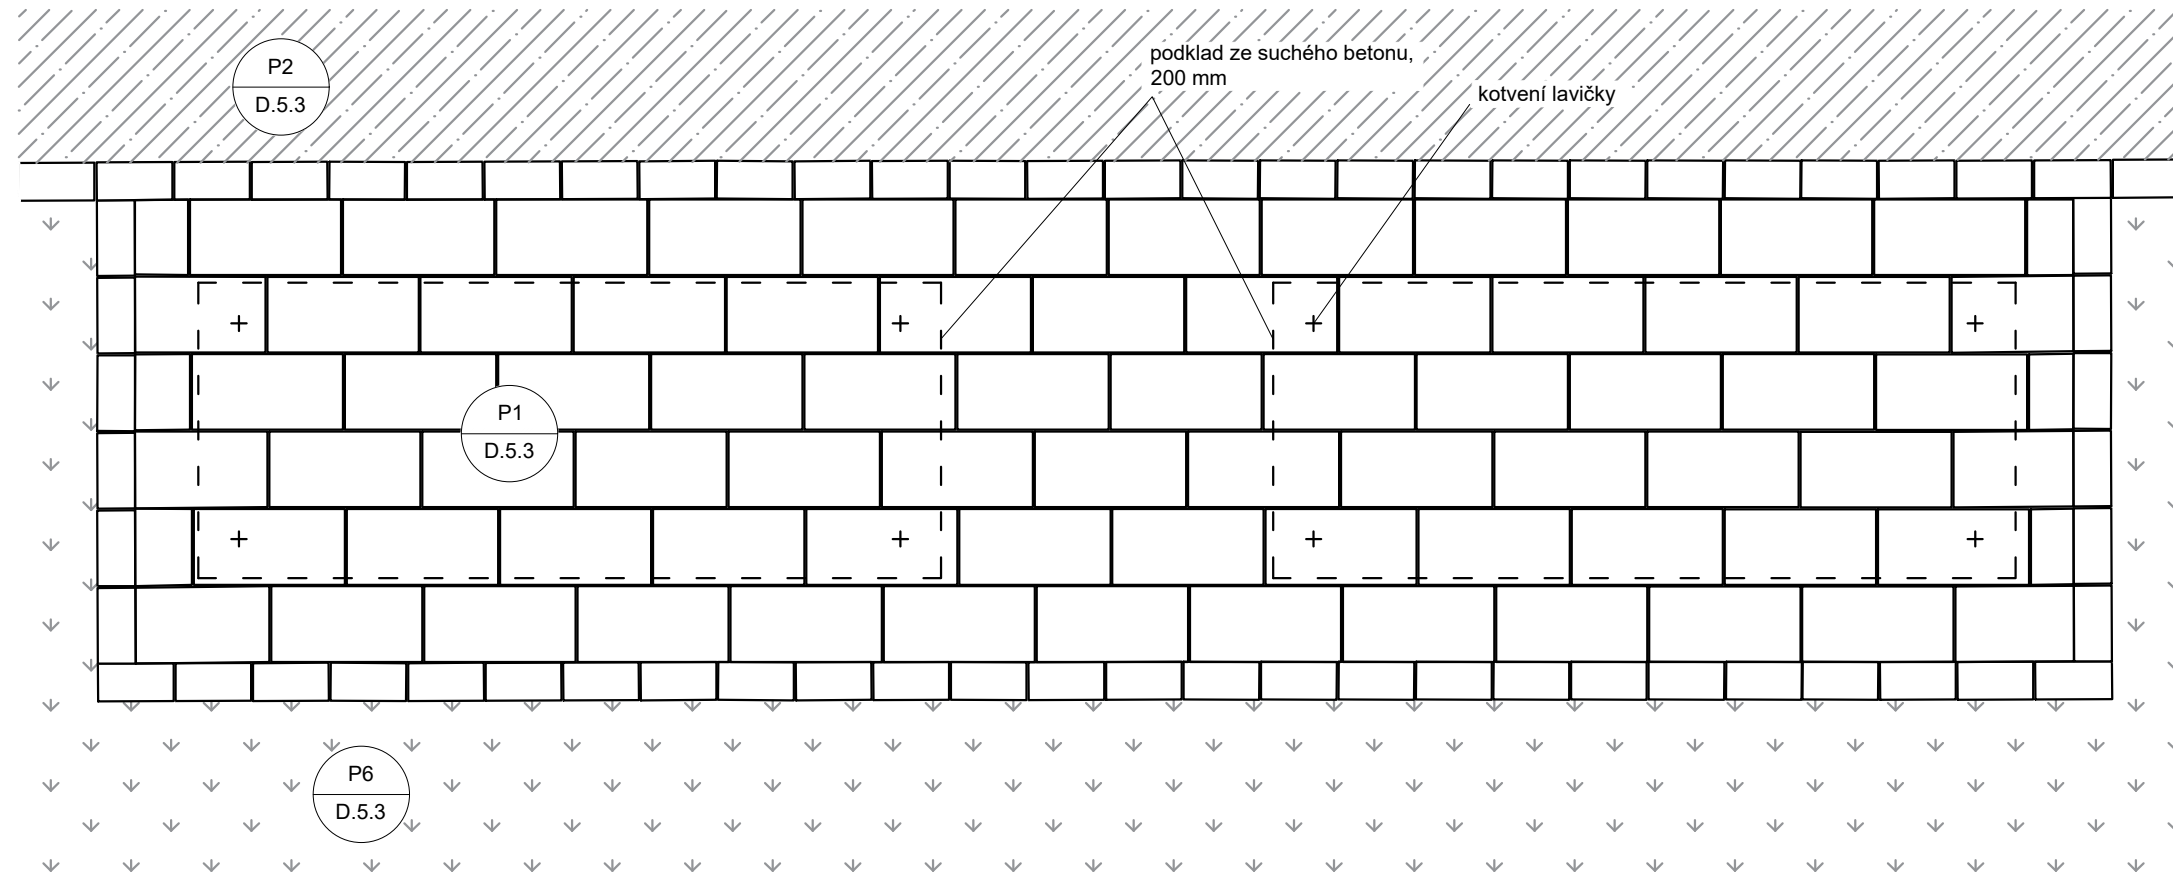 P2
D.5.3
podklad ze suchého betonu,
200 mm
kotvení lavičky
P1
D.5.3
P6
D.5.3